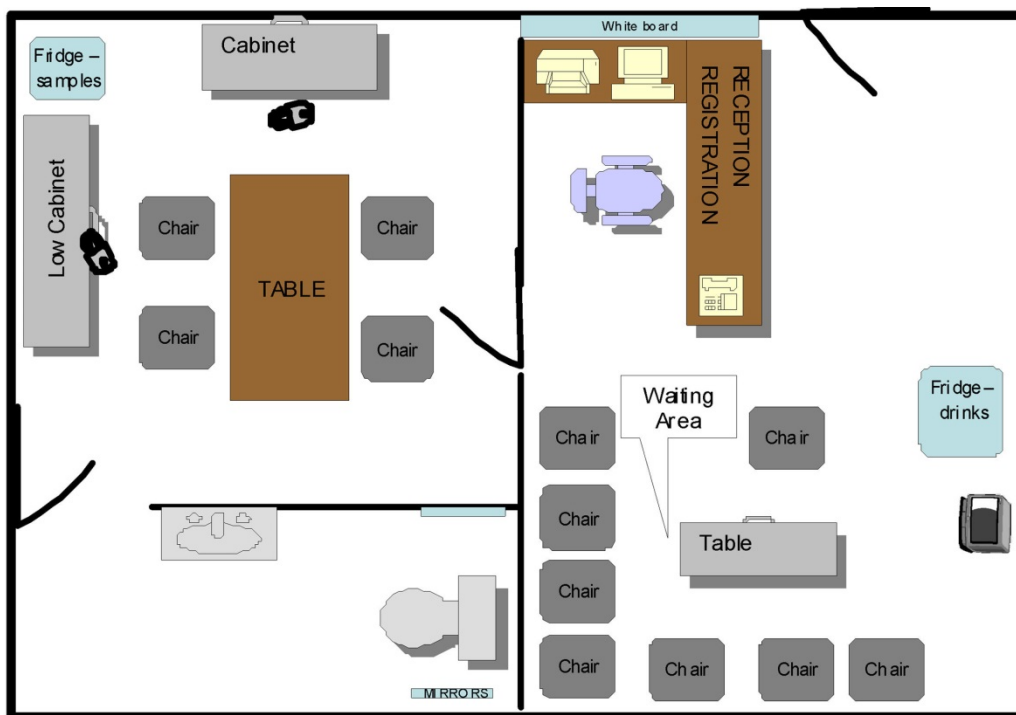 White board
Cabinet
Fridge –
samples
RECEPTION
REGISTRATION
Low Cabinet
Chair
Chair
TABLE
Chair
Chair
Fridge –
drinks
Waiting
Area
Chair
Chair
Chair
Table
Chair
Chair
Chair
Chair
Chair
MIRRORS